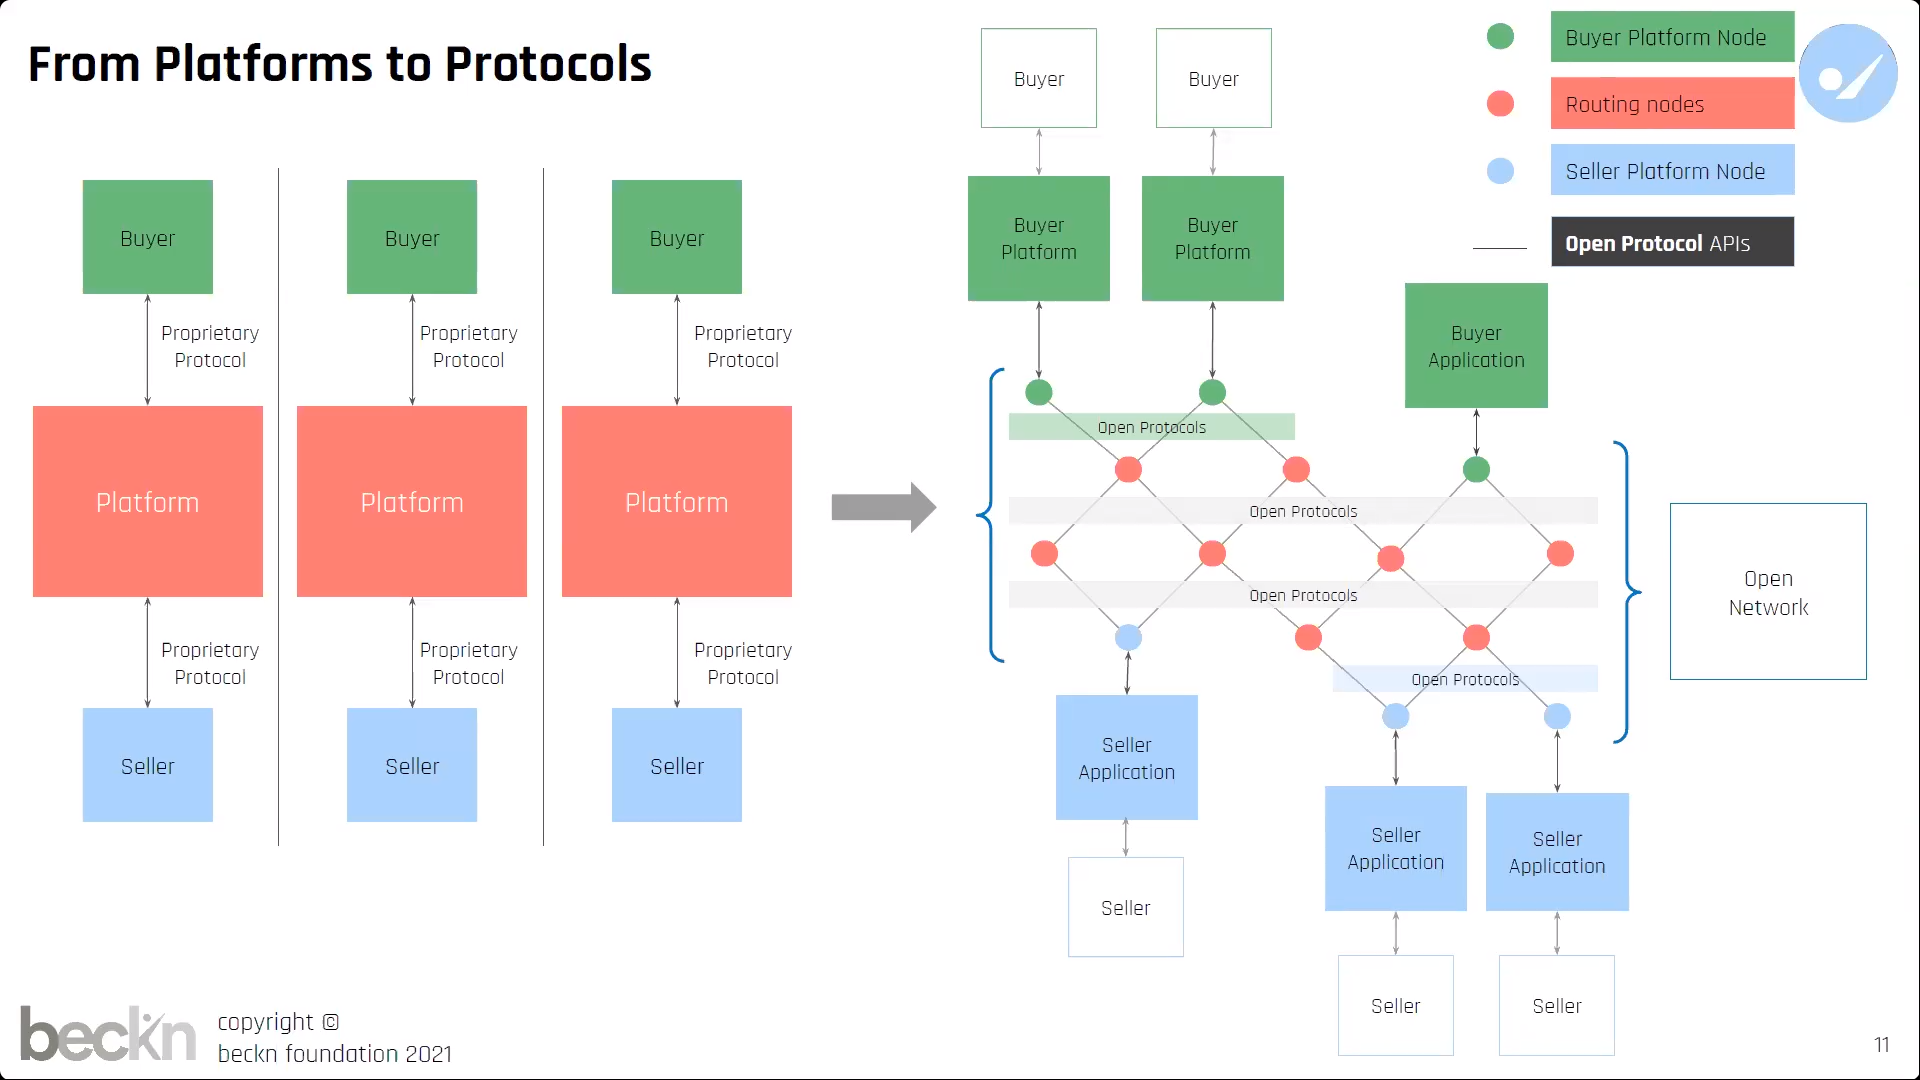 From Platforms to Protocols
Buyer
Proprietary
Protocol
Platform
Proprietary
Protocol
Seller
Buyer
Proprietary
Protocol
Platform
Proprietary
Protocol
Seller
Buyer
Proprietary
Protocol
Platform
Proprietary
Protocol
Seller
Buyer
Buyer
Buyer
Platform
Buyer
Platform
Buyer
Application
Open Protocols
Open Protocols
Open Protocols
Open Protocols
Seller
Application
Seller
Seller
Application
Seller
Seller
Application
Seller
Open
Network
Buyer Platform Node
Routing nodes
Seller Platform Node
Open Protocol APIs
beckn
copyright ©
beckn foundation 2021
11